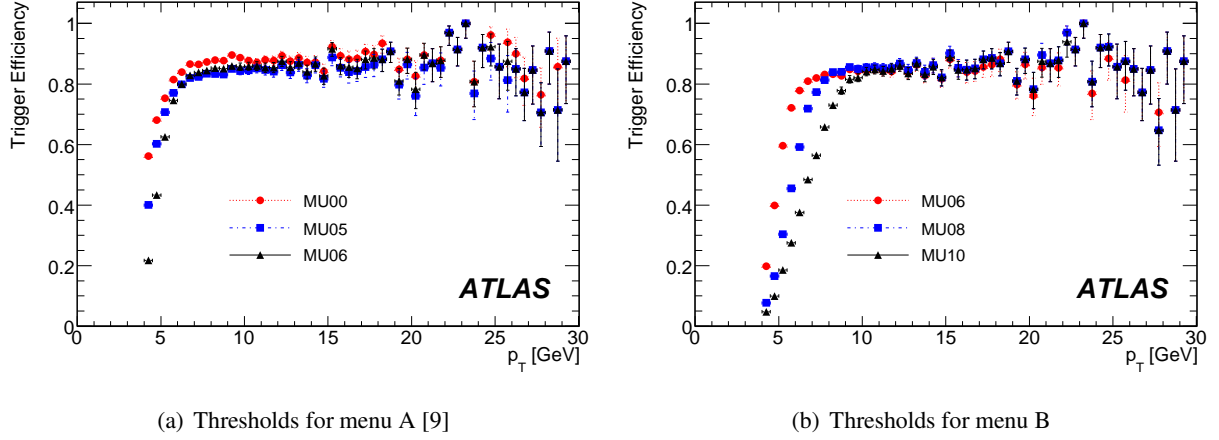 Trigger Efficiency
1
0.8
0.6
0.4
0.2
0
MU00
MU05
MU06
ATLAS
0 5 10 15 20 25 30
p_T [GeV]
(a) Thresholds for menu A [9]
Trigger Efficiency
1
0.8
0.6
0.4
0.2
0
MU06
MU08
MU10
ATLAS
0 5 10 15 20 25 30
p_T [GeV]
(b) Thresholds for menu B